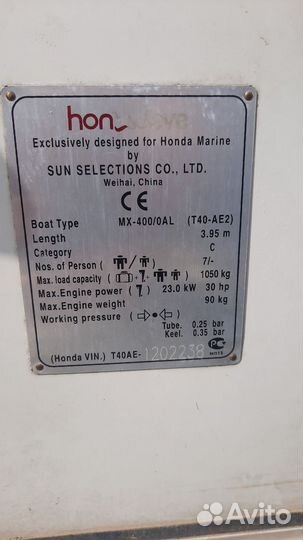 hon
Exclusively designed for Honda Marine
by
SUN SELECTIONS CO., LTD.
Weihai, China
CE
Boat Type MX-400/0AL (T40-AE2)
Length 3.95 m
Category C
Nos. of Person ( / ) 7/-
Max. load capacity ( + + ) 1050 kg
Max.Engine power ( ) 23.0 kW 30 hp
Max.Engine weight 90 kg
Working pressure ( ) Tube. 0.25 bar
Keel. 0.35 bar
(Honda VIN.) T40AE-1202238
Avito